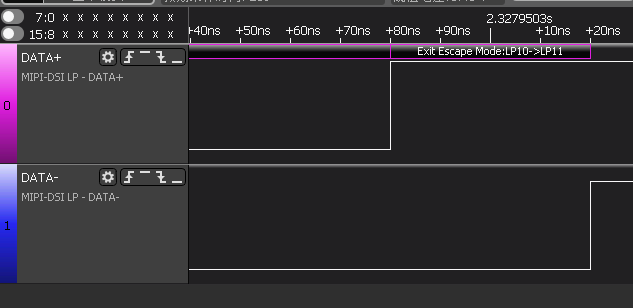 7:0 x x x x x x x x
15:8 x x x x x x x x
2.3279503s
+40ns +50ns +60ns +70ns +80ns +90ns +10ns +20ns
DATA+
Exit Escape Mode:LP10->LP11
MIPI-DSI LP - DATA+
0
DATA-
MIPI-DSI LP - DATA-
1